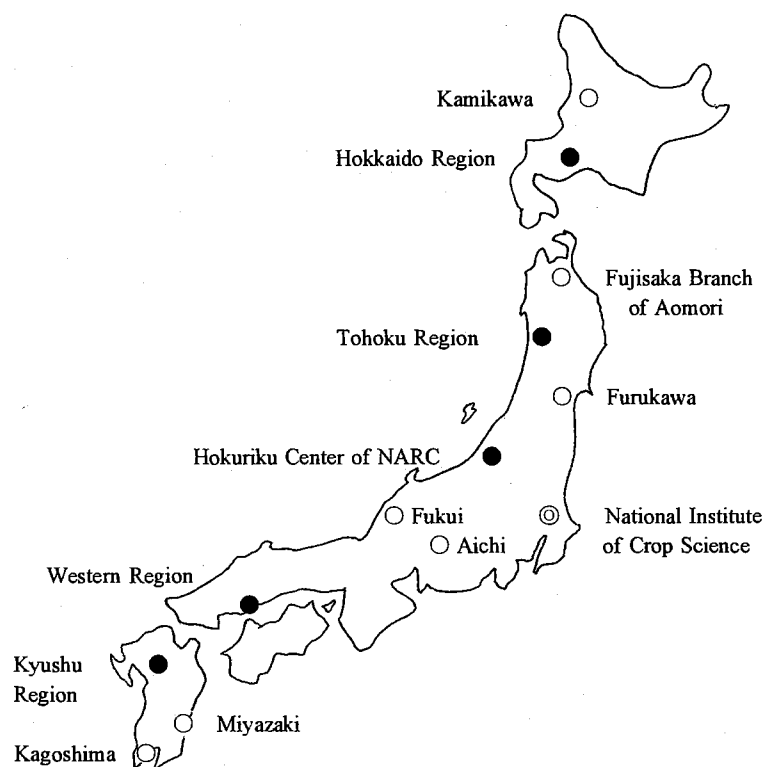 Kamikawa
Hokkaido Region
Fujisaka Branch
of Aomori
Tohoku Region
Furukawa
Hokuriku Center of NARC
Fukui
National Institute
of Crop Science
Aichi
Western Region
Kyushu
Region
Miyazaki
Kagoshima